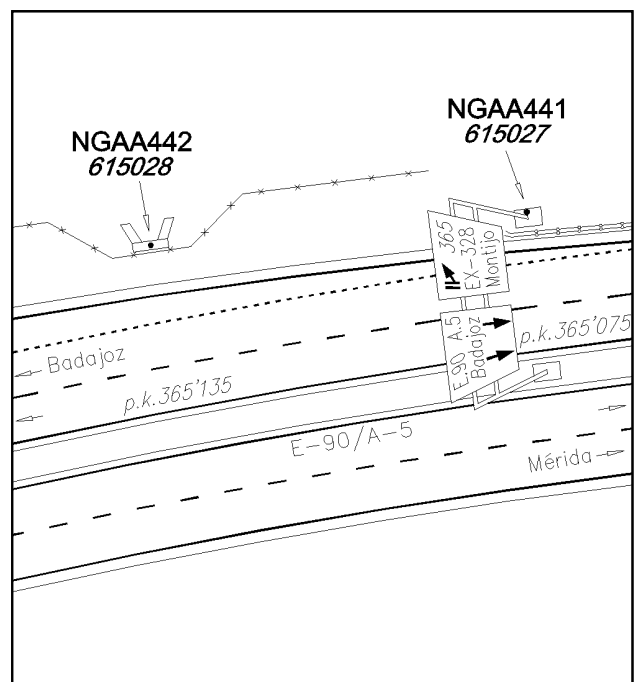 NGAA441
615027
NGAA442
615028
365
EX-328
Montijo
E.90 A.5
Badajoz
p.k.365'075
Badajoz
p.k.365'135
E-90/A-5
Mérida